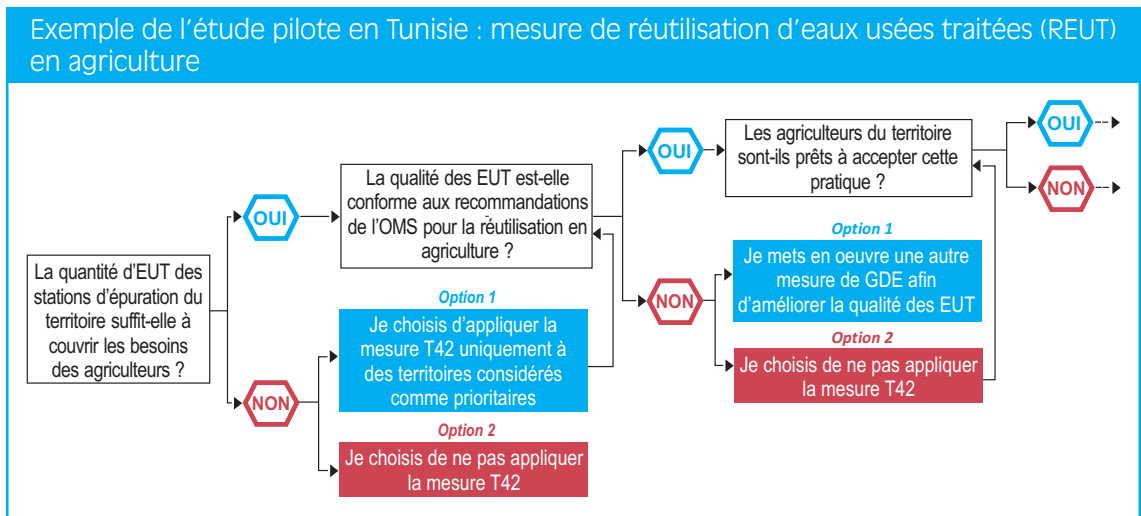 Exemple de l'étude pilote en Tunisie : mesure de réutilisation d'eaux usées traitées (REUT)
en agriculture
La quantité d'EUT des
stations d'épuration du
territoire suffit-elle à
couvrir les besoins
des agriculteurs ?
OUI
NON
La qualité des EUT est-elle
conforme aux recommandations
de l'OMS pour la réutilisation en
agriculture ?
Option 1
Je choisis d'appliquer la
mesure T42 uniquement à
des territoires considérés
comme prioritaires
Option 2
Je choisis de ne pas appliquer
la mesure T42
OUI
NON
Les agriculteurs du territoire
sont-ils prêts à accepter cette
pratique ?
Option 1
Je mets en oeuvre une autre
mesure de GDE afin
d'améliorer la qualité des EUT
Option 2
Je choisis de ne pas appliquer
la mesure T42
OUI
NON